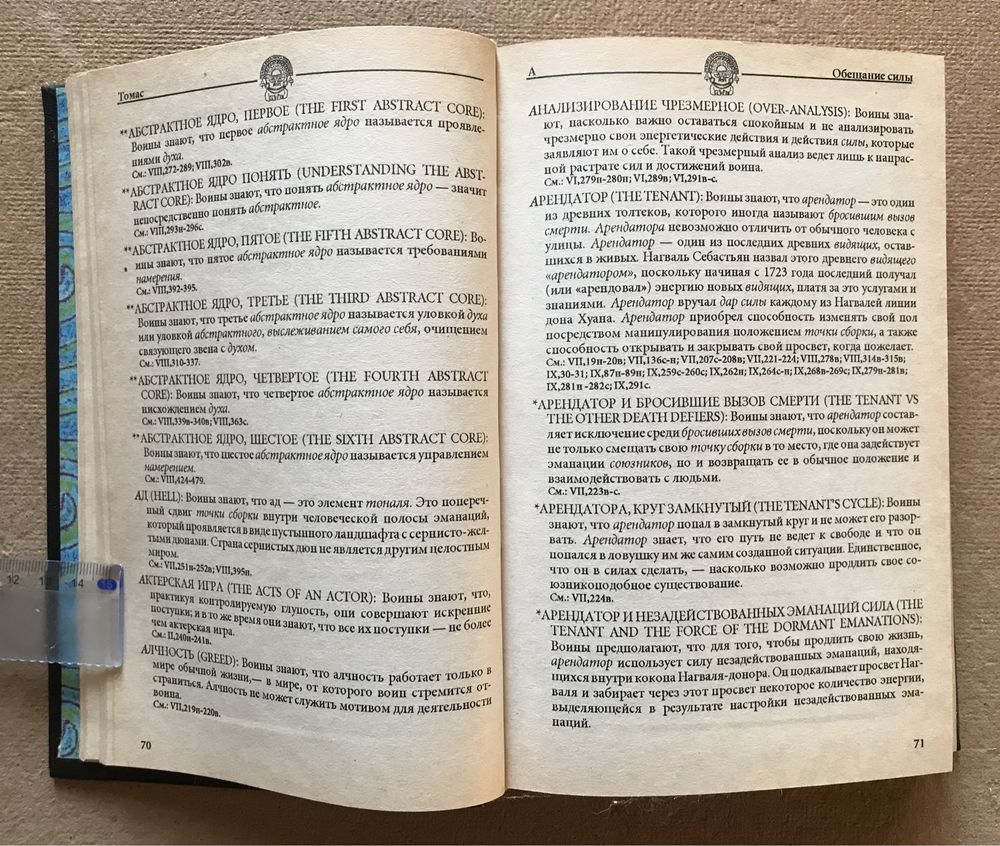 Томас
**АБСТРАКТНОЕ ЯДРО, ПЕРВОЕ (THE FIRST ABSTRACT CORE):
Воины знают, что первое абстрактное ядро называется проявле-
ниями духа.
См.: VIII,272-289; VIII,302в.
**АБСТРАКТНОЕ ЯДРО ПОНЯТЬ (UNDERSTANDING THE ABST-
RACT CORE): Воины знают, что понять абстрактное ядро — значит
непосредственно понять абстрактное.
См.: VIII,293н-296с.
**АБСТРАКТНОЕ ЯДРО, ПЯТОЕ (THE FIFTH ABSTRACT CORE): Во-
ины знают, что пятое абстрактное ядро называется требованиями
намерения.
См.: VIII,392-395.
**АБСТРАКТНОЕ ЯДРО, ТРЕТЬЕ (THE THIRD ABSTRACT CORE):
Воины знают, что третье абстрактное ядро называется уловкой духа
или уловкой абстрактного, выслеживанием самого себя, очищением
связующего звена с духом.
См.: VIII,310-337.
**АБСТРАКТНОЕ ЯДРО, ЧЕТВЕРТОЕ (THE FOURTH ABSTRACT
CORE): Воины знают, что четвертое абстрактное ядро называется
нисхождением духа.
См.: VIII,339н-340в; VIII,363с.
**АБСТРАКТНОЕ ЯДРО, ШЕСТОЕ (THE SIXTH ABSTRACT CORE):
Воины знают, что шестое абстрактное ядро называется управлением
намерением.
См.: VIII,424-479.
АД (HELL): Воины знают, что ад — это элемент тоналя. Это попереч-
ный сдвиг точки сборки внутри человеческой полосы эманаций,
который проявляется в виде пустынного ландшафта с сернисто-жел-
тыми дюнами. Страна сернистых дюн не является другим целостным
миром.
См.: VII,251н-252в; VIII,395н.
АКТЕРСКАЯ ИГРА (THE ACTS OF AN ACTOR): Воины знают, что,
практикуя контролируемую глупость, они совершают искренние
поступки; и в то же время они знают, что все их поступки — не более
чем актерская игра.
См.: II,240н-241в.
АЛЧНОСТЬ (GREED): Воины знают, что алчность работает только в
мире обычной жизни,— в мире, от которого воин стремится от-
страниться. Алчность не может служить мотивом для деятельности
воина.
См.: VII,219н-220в.
70
12 13 14 15
А
Обещание силы
АНАЛИЗИРОВАНИЕ ЧРЕЗМЕРНОЕ (OVER-ANALYSIS): Воины зна-
ют, насколько важно оставаться спокойным и не анализировать
чрезмерно свои энергетические действия и действия силы, которые
заявляют им о себе. Такой чрезмерный анализ ведет лишь к напрас-
ной растрате сил и достижений воина.
См.: VI,279н-280н; VI,289в; VI,291в-с.
АРЕНДАТОР (THE TENANT): Воины знают, что арендатор — это один
из древних толтеков, которого иногда называют бросившим вызов
смерти. Арендатора невозможно отличить от обычного человека с
улицы. Арендатор — один из последних древних видящих, остав-
шихся в живых. Нагваль Себастьян назвал этого древнего видящего
«арендатором», поскольку начиная с 1723 года последний получал
(или «арендовал») энергию новых видящих, платя за это услугами и
знаниями. Арендатор вручал дар силы каждому из Нагвалей линии
дона Хуана. Арендатор приобрел способность изменять свой пол
посредством манипулирования положением точки сборки, а также
способность открывать и закрывать свой просвет, когда пожелает.
См.: VII,19н-20в; VII,136с-н; VII,207с-208в; VII,221-224; VIII,278в; VIII,314в-315в;
IX,30-31; IX,87н-89н; IX,259с-260с; IX,262н; IX,264с-н; IX,268в-269с; IX,279н-281в;
IX,281н -282с; IX,291с.
*АРЕНДАТОР И БРОСИВШИЕ ВЫЗОВ СМЕРТИ (THE TENANT VS
THE OTHER DEATH DEFIERS): Воины знают, что арендатор состав-
ляет исключение среди бросивших вызов смерти, поскольку он может
не только смещать свою точку сборки в то место, где она задействует
эманации союзников, но и возвращать ее в обычное положение и
взаимодействовать с людьми.
См.: VII,223в-с.
*АРЕНДАТОРА, КРУГ ЗАМКНУТЫЙ (THE TENANT'S CYCLE): Воины
знают, что арендатор попал в замкнутый круг и не может его разор-
вать. Арендатор знает, что его путь не ведет к свободе и что он
попался в ловушку им же самим созданной ситуации. Единственное,
что он в силах сделать, — насколько возможно продлить свое со-
юзникоподобное существование.
См.: VII,224в.
*АРЕНДАТОР И НЕЗАДЕЙСТВОВАННЫХ ЭМАНАЦИЙ СИЛА (THE
TENANT AND THE FORCE OF THE DORMANT EMANATIONS):
Воины предполагают, что для того, чтобы продлить свою жизнь,
арендатор использует силу незадействованных эманаций, находя-
щихся внутри кокона Нагваля-донора. Он подкалывает просвет Наг-
валя и забирает через этот просвет некоторое количество энергии,
выделяющейся в результате настройки незадействованных эма-
наций.
71